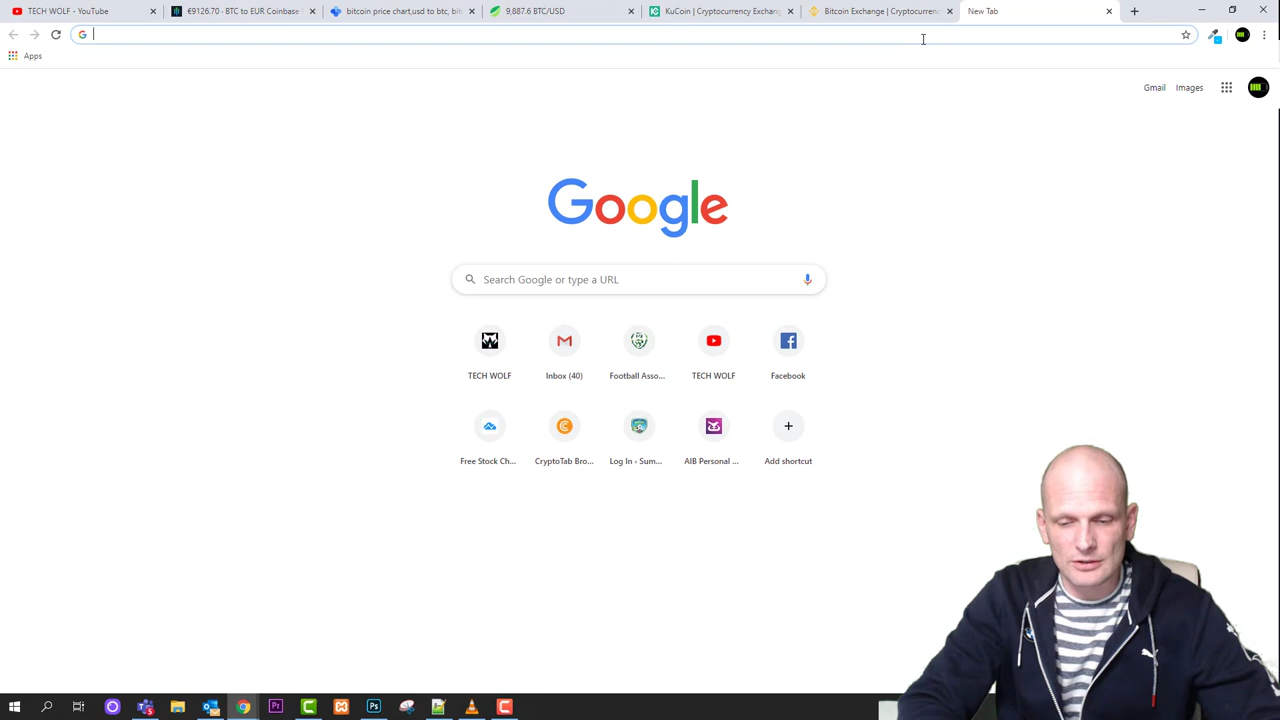 TECH WOLF - YouTube
€9126.70 - BTC to EUR Coinbase
bitcoin price chart,usd to btc,
9,887.6 BTC/USD
KuCoin | Cryptocurrency Exchang
Bitcoin Exchange | Cryptocurrenc
New Tab
Apps
Gmail
Images
Google
Search Google or type a URL
TECH WOLF
Inbox (40)
Football Asso...
TECH WOLF
Facebook
Free Stock Ch...
CryptoTab Bro...
Log In - Sum...
AIB Personal ...
Add shortcut